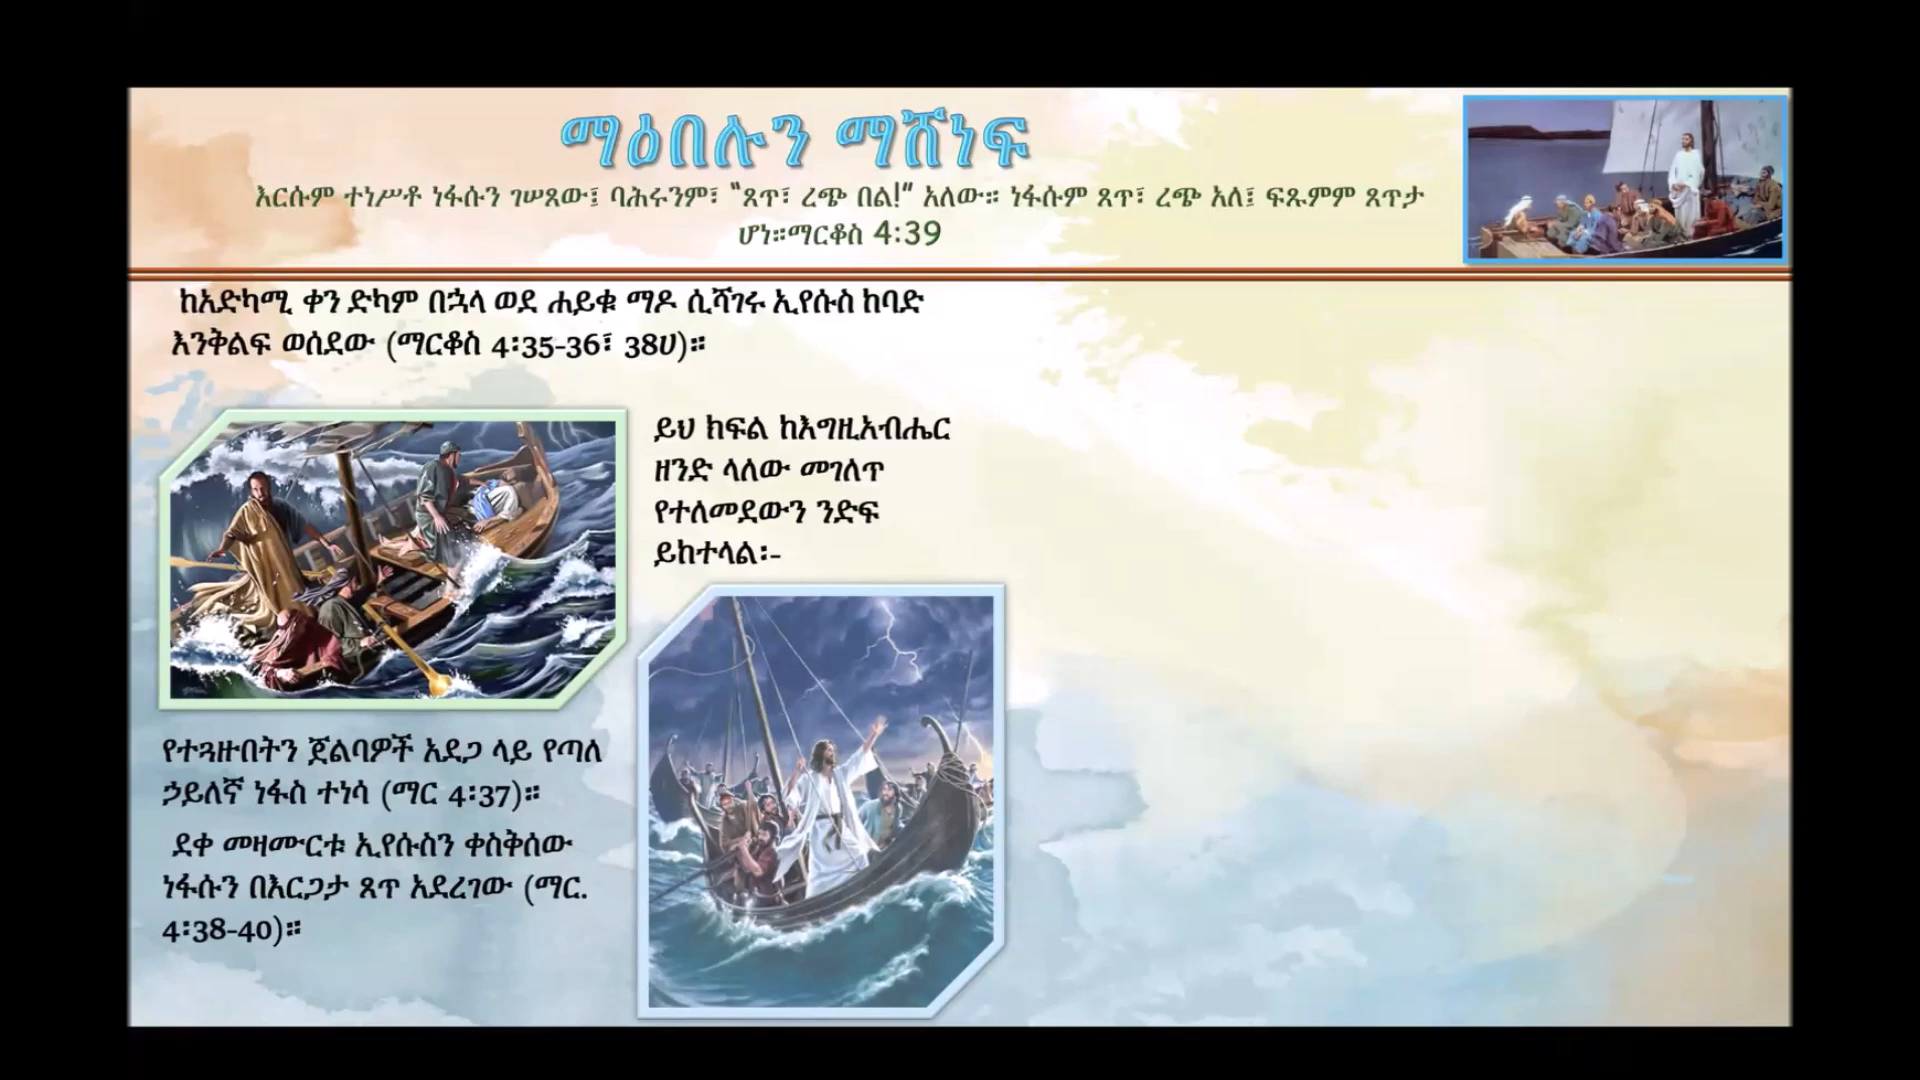 ማዕበሉን ማሸነፍ
እርሱም ተነሥቶ ነፋሱን ገሠጸው፤ ባሕሩንም፣ “ጸጥ፣ ረጭ በል!” አለው። ነፋሱም ጸጥ፣ ረጭ አለ፤ ፍጹምም ጸጥታ
ሆነ።ማርቆስ 4:39
ከአድካሚ ቀን ድካም በኋላ ወደ ሐይቁ ማዶ ሲሻገሩ ኢየሱስ ከባድ
እንቅልፍ ወሰደው (ማርቆስ 4፡35-36፣ 38ሀ)።
ይህ ክፍል ከእግዚአብሔር
ዘንድ ላለው መገለጥ
የተለመደውን ንድፍ
ይከተላል፡-
የተጓዙበትን ጀልባዎች አደጋ ላይ የጣለ
ኃይለኛ ነፋስ ተነሳ (ማር 4፡37)።
ደቀ መዛሙርቱ ኢየሱስን ቀስቅሰው
ነፋሱን በእርጋታ ጸጥ አደረገው (ማር.
4፡38-40)።